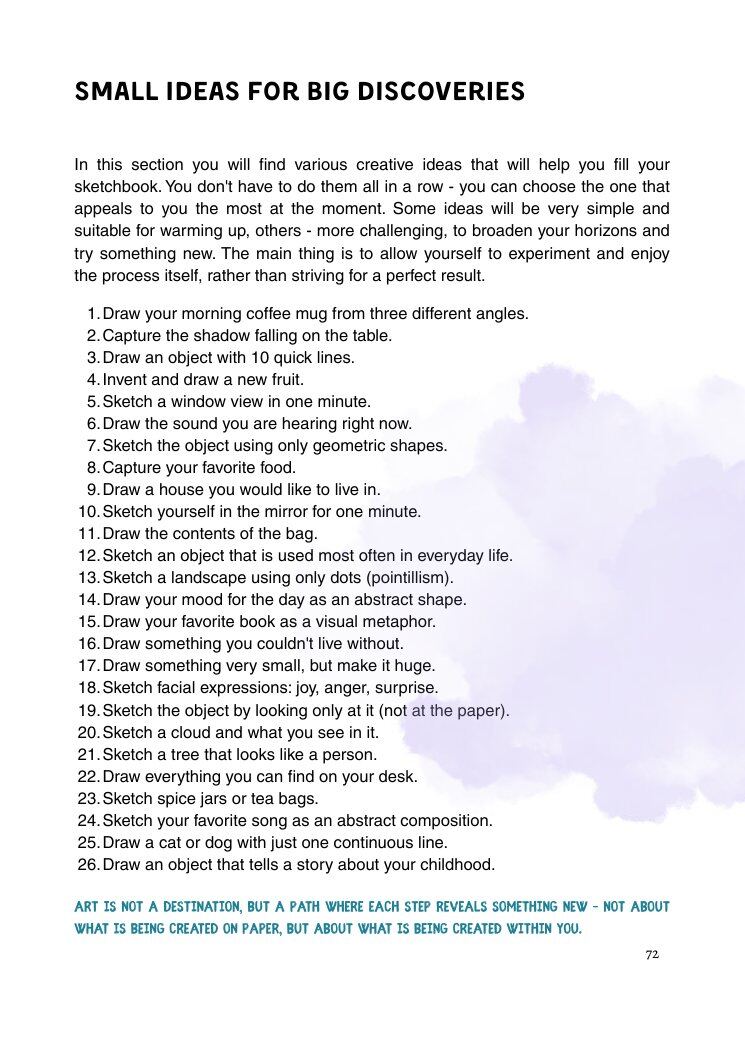 SMALL IDEAS FOR BIG DISCOVERIES
In this section you will find various creative ideas that will help you fill your
sketchbook. You don't have to do them all in a row - you can choose the one that
appeals to you the most at the moment. Some ideas will be very simple and
suitable for warming up, others - more challenging, to broaden your horizons and
try something new. The main thing is to allow yourself to experiment and enjoy
the process itself, rather than striving for a perfect result.
1. Draw your morning coffee mug from three different angles.
2. Capture the shadow falling on the table.
3. Draw an object with 10 quick lines.
4. Invent and draw a new fruit.
5. Sketch a window view in one minute.
6. Draw the sound you are hearing right now.
7. Sketch the object using only geometric shapes.
8. Capture your favorite food.
9. Draw a house you would like to live in.
10. Sketch yourself in the mirror for one minute.
11. Draw the contents of the bag.
12. Sketch an object that is used most often in everyday life.
13. Sketch a landscape using only dots (pointillism).
14. Draw your mood for the day as an abstract shape.
15. Draw your favorite book as a visual metaphor.
16. Draw something you couldn't live without.
17. Draw something very small, but make it huge.
18. Sketch facial expressions: joy, anger, surprise.
19. Sketch the object by looking only at it (not at the paper).
20. Sketch a cloud and what you see in it.
21. Sketch a tree that looks like a person.
22. Draw everything you can find on your desk.
23. Sketch spice jars or tea bags.
24. Sketch your favorite song as an abstract composition.
25. Draw a cat or dog with just one continuous line.
26. Draw an object that tells a story about your childhood.
ART IS NOT A DESTINATION, BUT A PATH WHERE EACH STEP REVEALS SOMETHING NEW - NOT ABOUT
WHAT IS BEING CREATED ON PAPER, BUT ABOUT WHAT IS BEING CREATED WITHIN YOU.
72